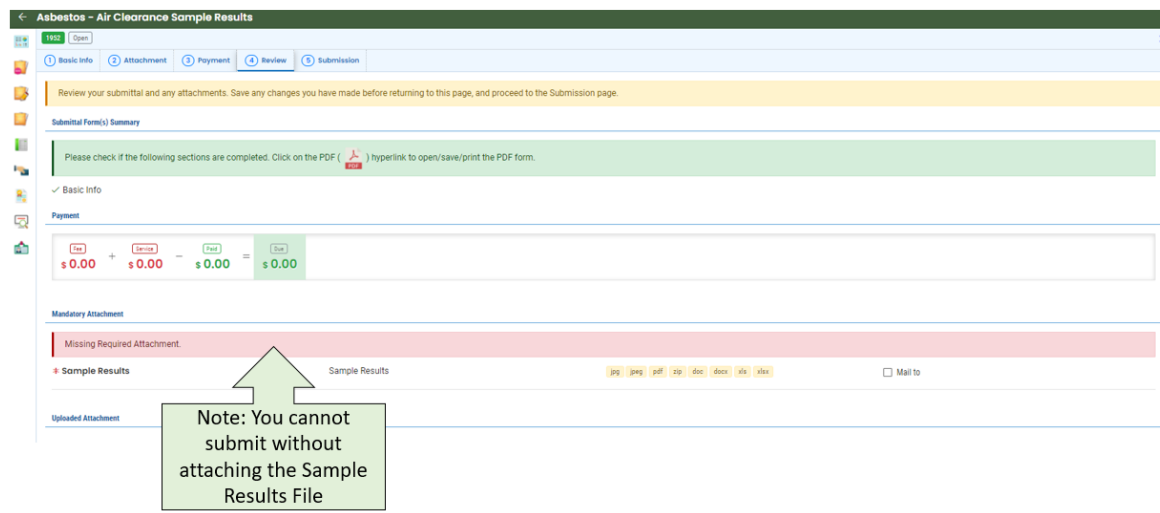 Asbestos - Air Clearance Sample Results
1952 Open
1 Basic Info 2 Attachment 3 Payment 4 Review 5 Submission
Review your submittal and any attachments. Save any changes you have made before returning to this page, and proceed to the Submission page.
Submittal Form(s) Summary
Please check if the following sections are completed. Click on the PDF ( PDF ) hyperlink to open/save/print the PDF form.
✓ Basic Info
Payment
Fee Service Paid Due
$ 0.00 + $ 0.00 − $ 0.00 = $ 0.00
Mandatory Attachment
Missing Required Attachment.
* Sample Results Sample Results jpg jpeg pdf zip doc docx xls xlsx Mail to
Uploaded Attachment
Note: You cannot
submit without
attaching the Sample
Results File